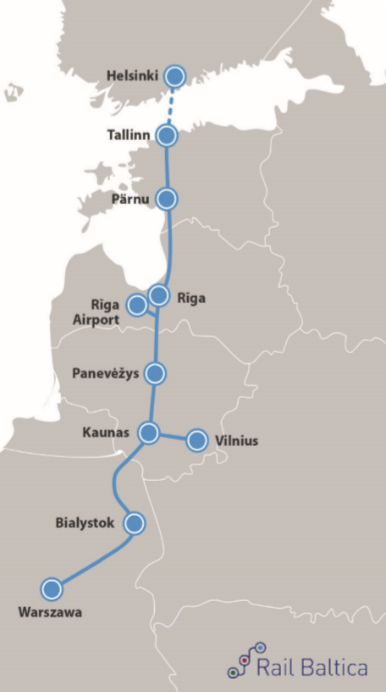 Helsinki
Tallinn
Pärnu
Riga
Riga
Airport
Panevėžys
Kaunas
Vilnius
Bialystok
Warszawa
Rail Baltica